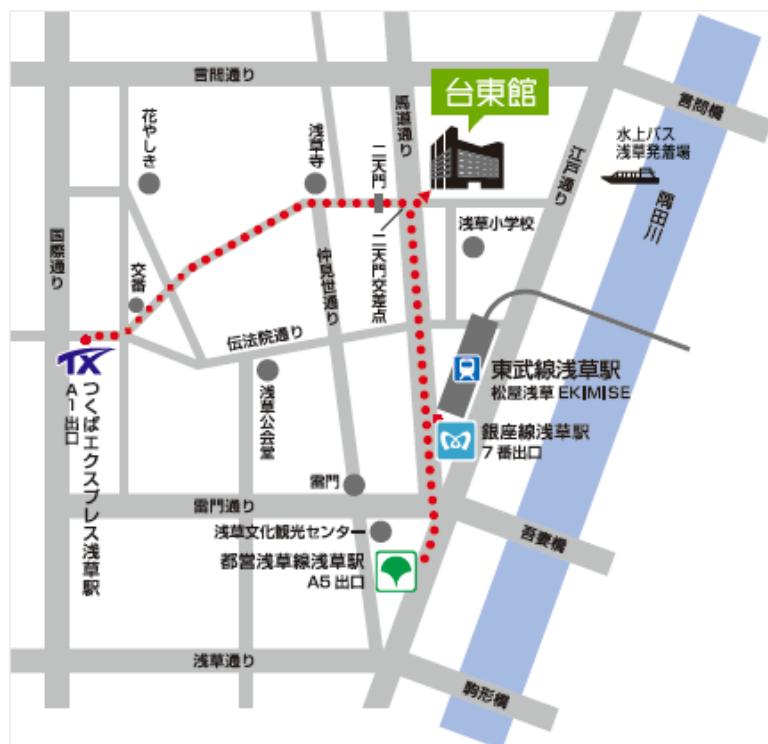 言問通り
馬道通り
台東館
言問橋
花やしき
浅草寺
二天門
江戸通り
水上バス
浅草発着場
隅田川
国際通り
交番
仲見世通り
二天門交差点
浅草小学校
伝法院通り
TX
A1出口
つくばエクスプレス浅草駅
浅草公会堂
東武線浅草駅
松屋浅草 EKIMISE
銀座線浅草駅
7番出口
雷門
雷門通り
浅草文化観光センター
吾妻橋
都営浅草線浅草駅
A5出口
浅草通り
駒形橋